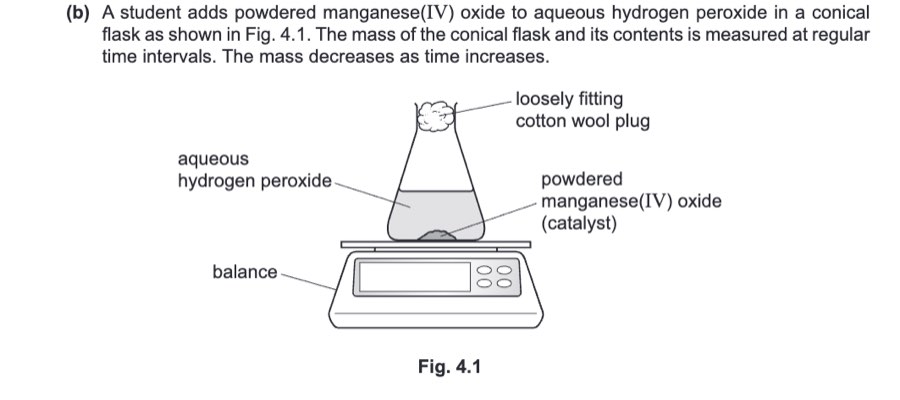 (b) A student adds powdered manganese(IV) oxide to aqueous hydrogen peroxide in a conical
flask as shown in Fig. 4.1. The mass of the conical flask and its contents is measured at regular
time intervals. The mass decreases as time increases.
loosely fitting
cotton wool plug
aqueous
hydrogen peroxide
powdered
manganese(IV) oxide
(catalyst)
balance
Fig. 4.1